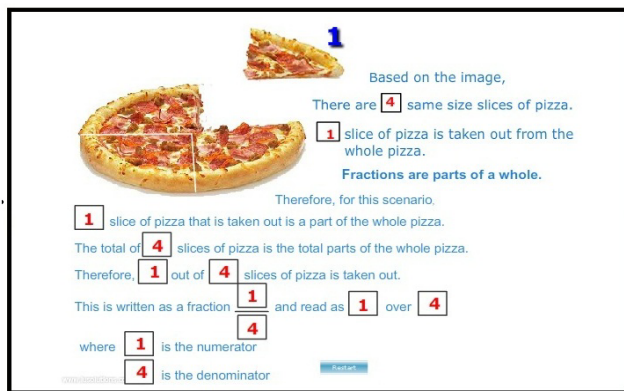 1
Based on the image,
There are 4 same size slices of pizza.
1 slice of pizza is taken out from the
whole pizza.
Fractions are parts of a whole.
Therefore, for this scenario,
1 slice of pizza that is taken out is a part of the whole pizza.
The total of 4 slices of pizza is the total parts of the whole pizza.
Therefore, 1 out of 4 slices of pizza is taken out.
This is written as a fraction 1/4 and read as 1 over 4
where 1 is the numerator
4 is the denominator
Restart